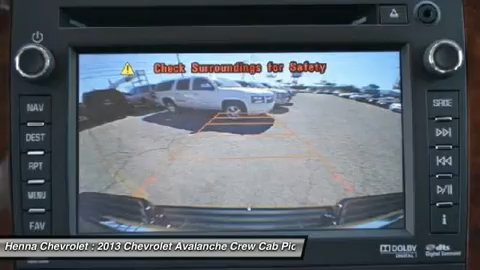 Check Surroundings for Safety
NAV
DEST
RPT
MENU
FAV
i
Henna Chevrolet : 2013 Chevrolet Avalanche Crew Cab Pic
DOLBY
DIGITAL
dts
Digital Surround